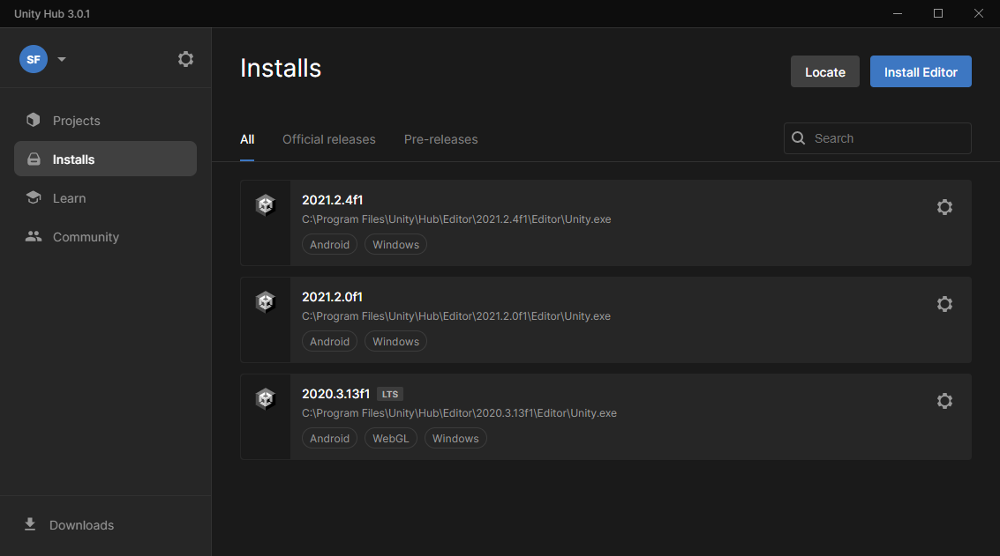 Unity Hub 3.0.1
SF
Projects
Installs
Learn
Community
Downloads
Installs
Locate
Install Editor
All
Official releases
Pre-releases
Search
2021.2.4f1
C:\Program Files\Unity\Hub\Editor\2021.2.4f1\Editor\Unity.exe
Android
Windows
2021.2.0f1
C:\Program Files\Unity\Hub\Editor\2021.2.0f1\Editor\Unity.exe
Android
Windows
2020.3.13f1 LTS
C:\Program Files\Unity\Hub\Editor\2020.3.13f1\Editor\Unity.exe
Android
WebGL
Windows